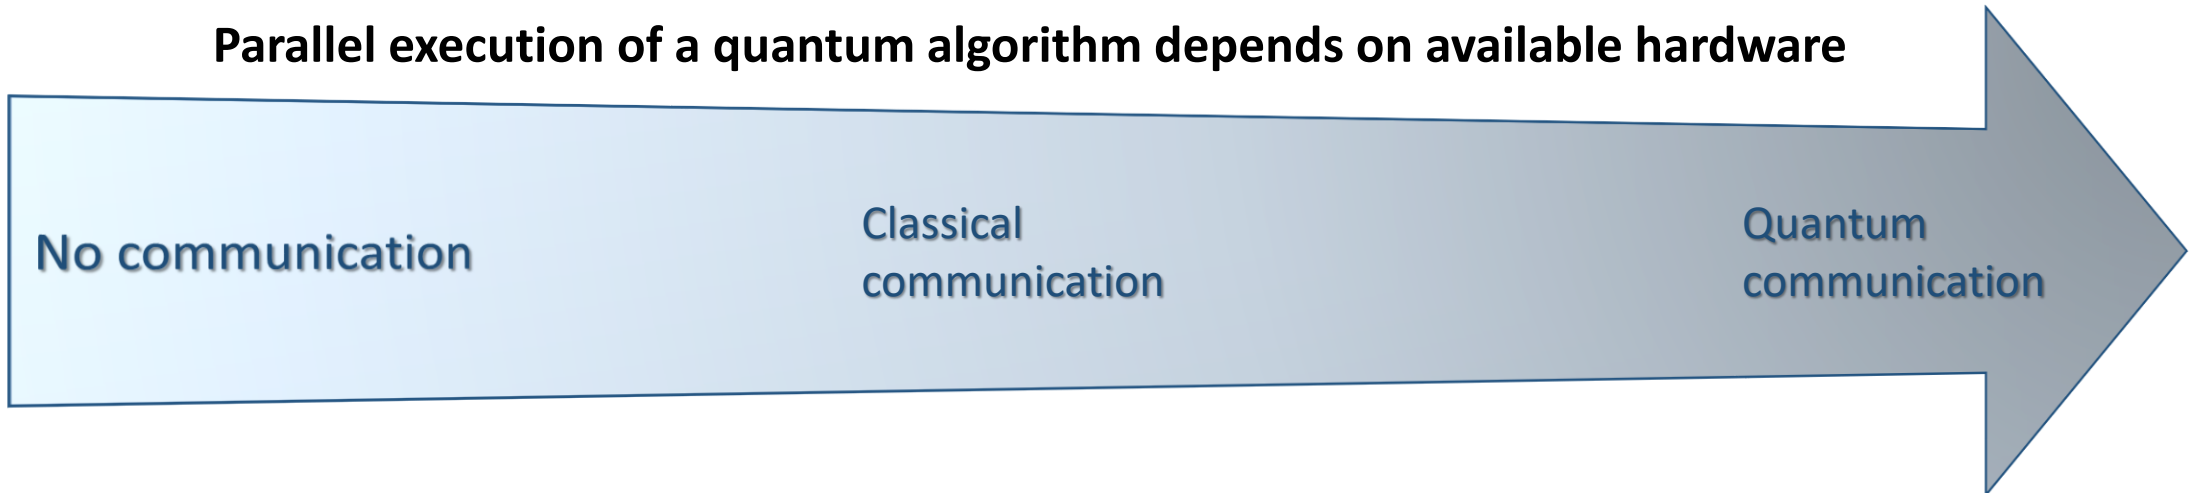 Parallel execution of a quantum algorithm depends on available hardware
No communication
Classical
communication
Quantum
communication